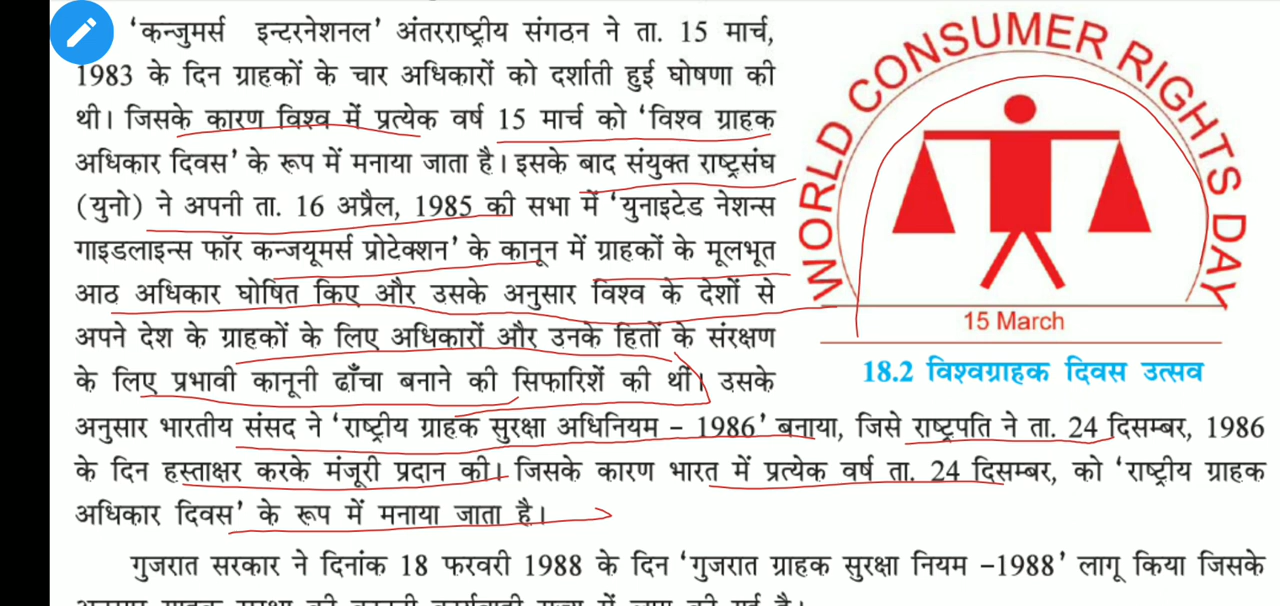 ‘कन्जुमर्स इन्टरनेशनल’ अंतरराष्ट्रीय संगठन ने ता. 15 मार्च,
1983 के दिन ग्राहकों के चार अधिकारों को दर्शाती हुई घोषणा की
थी। जिसके कारण विश्व में प्रत्येक वर्ष 15 मार्च को ‘विश्व ग्राहक
अधिकार दिवस’ के रूप में मनाया जाता है। इसके बाद संयुक्त राष्ट्रसंघ
(युनो) ने अपनी ता. 16 अप्रैल, 1985 की सभा में ‘युनाइटेड नेशन्स
गाइडलाइन्स फॉर कन्जयूमर्स प्रोटेक्शन’ के कानून में ग्राहकों के मूलभूत
आठ अधिकार घोषित किए और उसके अनुसार विश्व के देशों से
अपने देश के ग्राहकों के लिए अधिकारों और उनके हितों के संरक्षण
के लिए प्रभावी कानूनी ढाँचा बनाने की सिफारिशें की थीं। उसके
WORLD CONSUMER RIGHTS DAY
15 March
18.2 विश्वग्राहक दिवस उत्सव
अनुसार भारतीय संसद ने ‘राष्ट्रीय ग्राहक सुरक्षा अधिनियम – 1986’ बनाया, जिसे राष्ट्रपति ने ता. 24 दिसम्बर, 1986
के दिन हस्ताक्षर करके मंजूरी प्रदान की। जिसके कारण भारत में प्रत्येक वर्ष ता. 24 दिसम्बर, को ‘राष्ट्रीय ग्राहक
अधिकार दिवस’ के रूप में मनाया जाता है।
गुजरात सरकार ने दिनांक 18 फरवरी 1988 के दिन ‘गुजरात ग्राहक सुरक्षा नियम –1988’ लागू किया जिसके